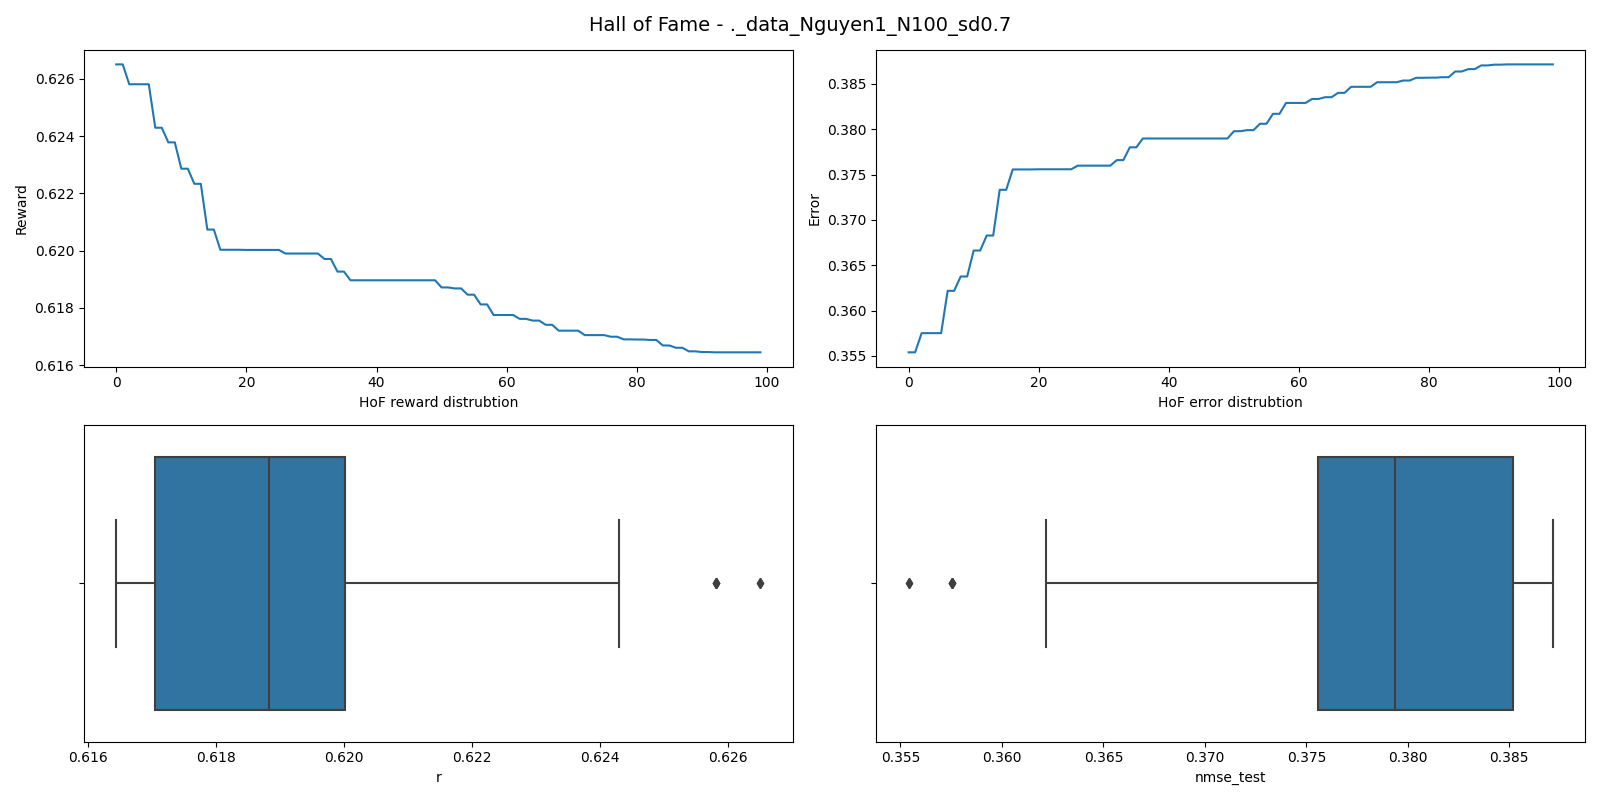 Hall of Fame - ._data_Nguyen1_N100_sd0.7
Reward
0.626
0.624
0.622
0.620
0.618
0.616
0 20 40 60 80 100
HoF reward distrubtion
Error
0.385
0.380
0.375
0.370
0.365
0.360
0.355
0 20 40 60 80 100
HoF error distrubtion
0.616 0.618 0.620 0.622 0.624 0.626
r
0.355 0.360 0.365 0.370 0.375 0.380 0.385
nmse_test